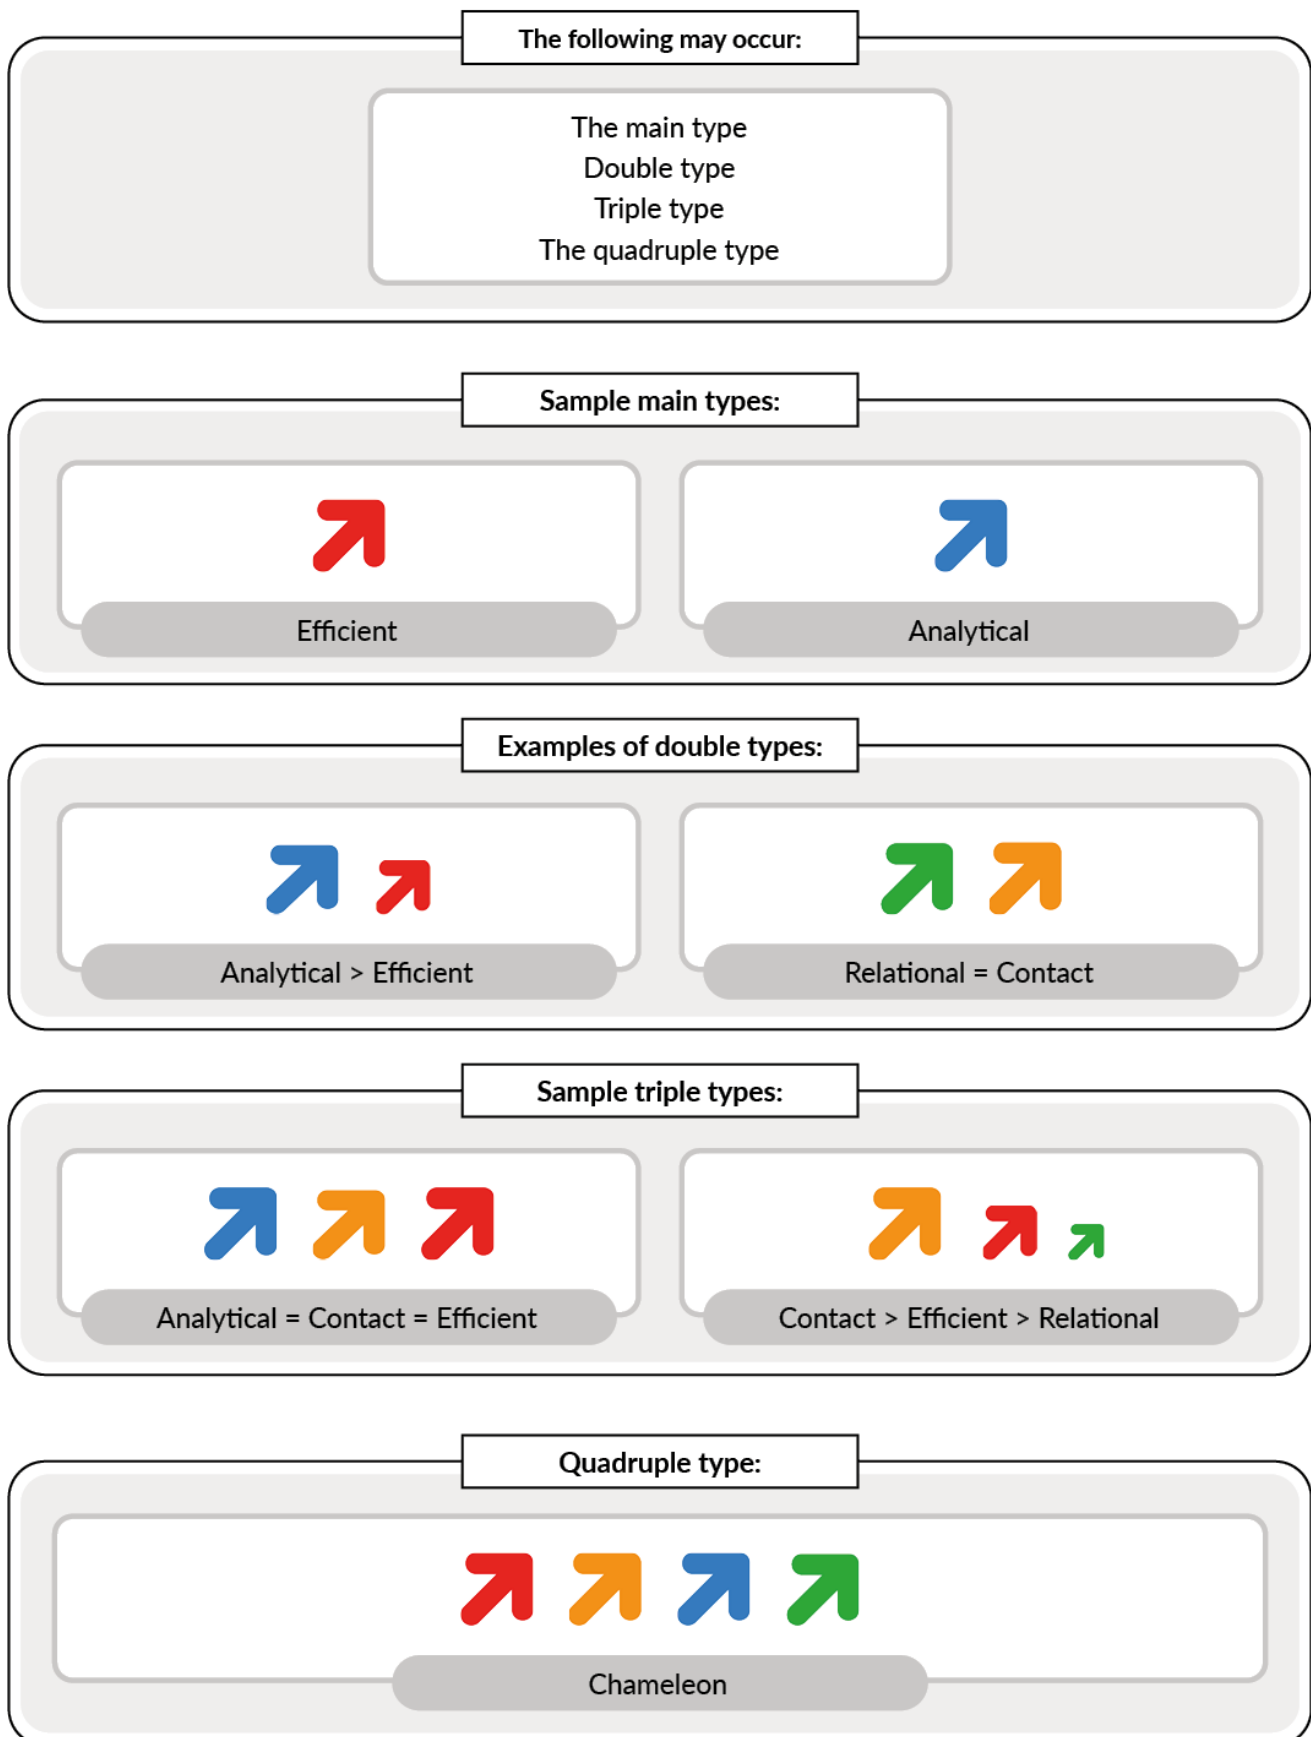 The following may occur:
The main type
Double type
Triple type
The quadruple type
Sample main types:
Efficient
Analytical
Examples of double types:
Analytical > Efficient
Relational = Contact
Sample triple types:
Analytical = Contact = Efficient
Contact > Efficient > Relational
Quadruple type:
Chameleon